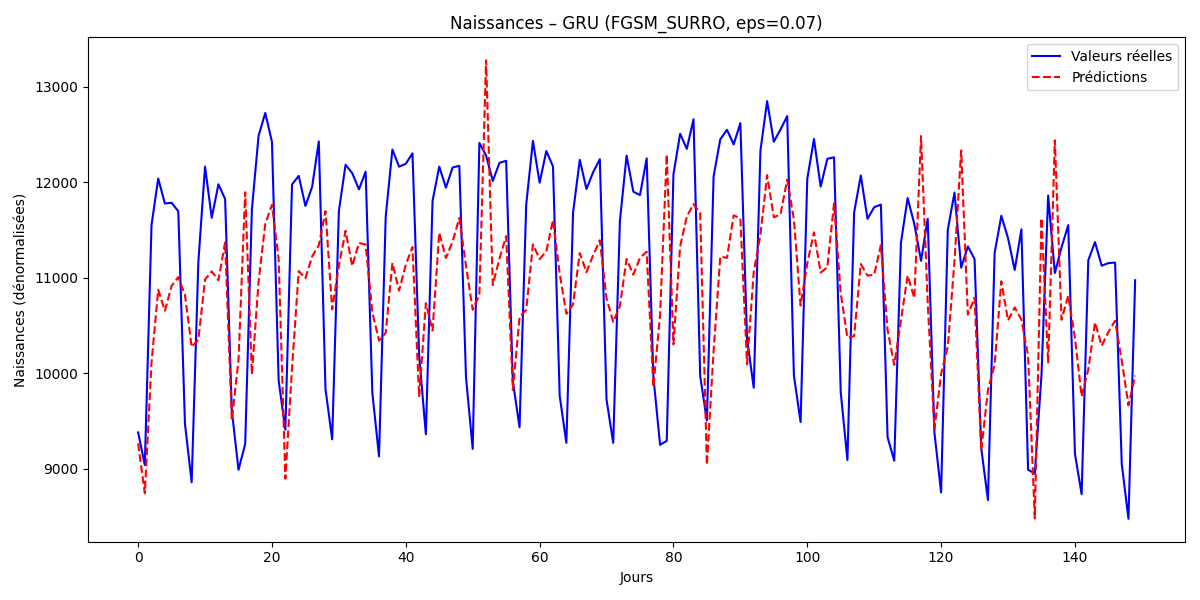 Naissances – GRU (FGSM_SURRO, eps=0.07)
Valeurs réelles
Prédictions
Naissances (dénormalisées)
13000
12000
11000
10000
9000
0 20 40 60 80 100 120 140
Jours